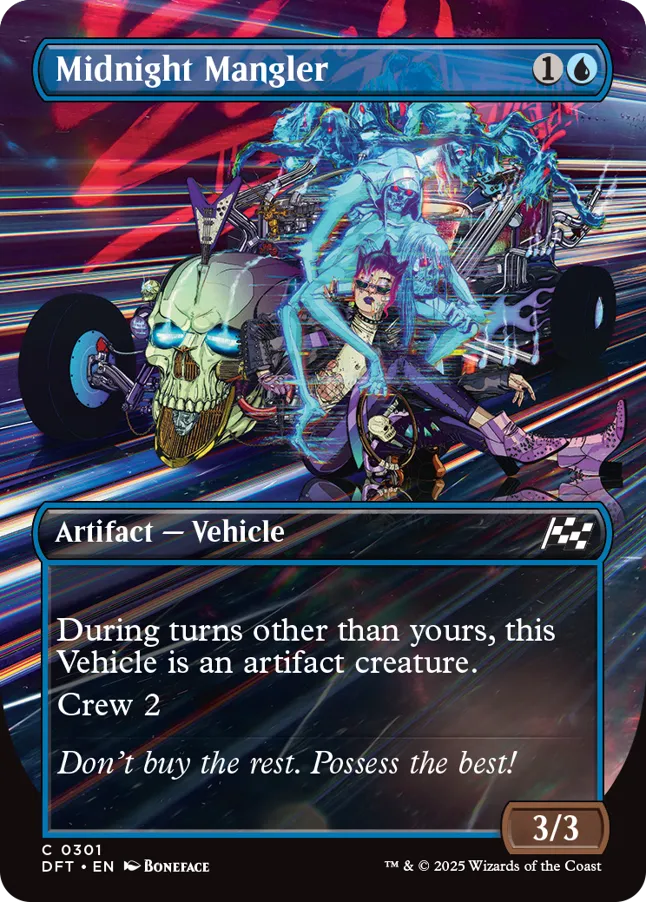 Midnight Mangler 1
Artifact — Vehicle
During turns other than yours, this
Vehicle is an artifact creature.
Crew 2
Don't buy the rest. Possess the best!
3/3
C 0301
DFT • EN Boneface
™ & © 2025 Wizards of the Coast